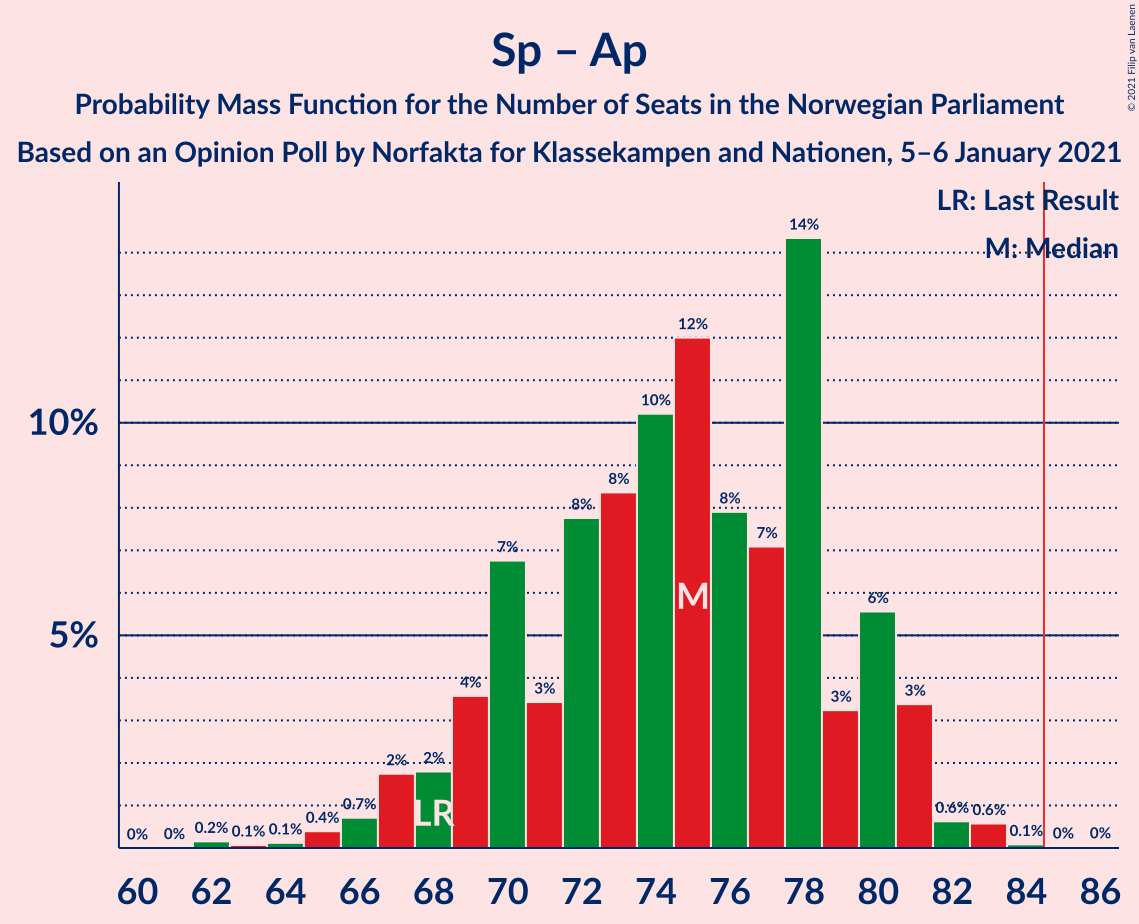 Sp – Ap
Probability Mass Function for the Number of Seats in the Norwegian Parliament
Based on an Opinion Poll by Norfakta for Klassekampen and Nationen, 5–6 January 2021
© 2021 Filip van Laenen
LR: Last Result
M: Median
10%
5%
0% 0% 0.2% 0.1% 0.1% 0.4% 0.7% 2% 2% 4% 7% 3% 8% 8% 10% 12% 8% 7% 14% 3% 6% 3% 0.6% 0.6% 0.1% 0% 0%
M
LR
60 62 64 66 68 70 72 74 76 78 80 82 84 86